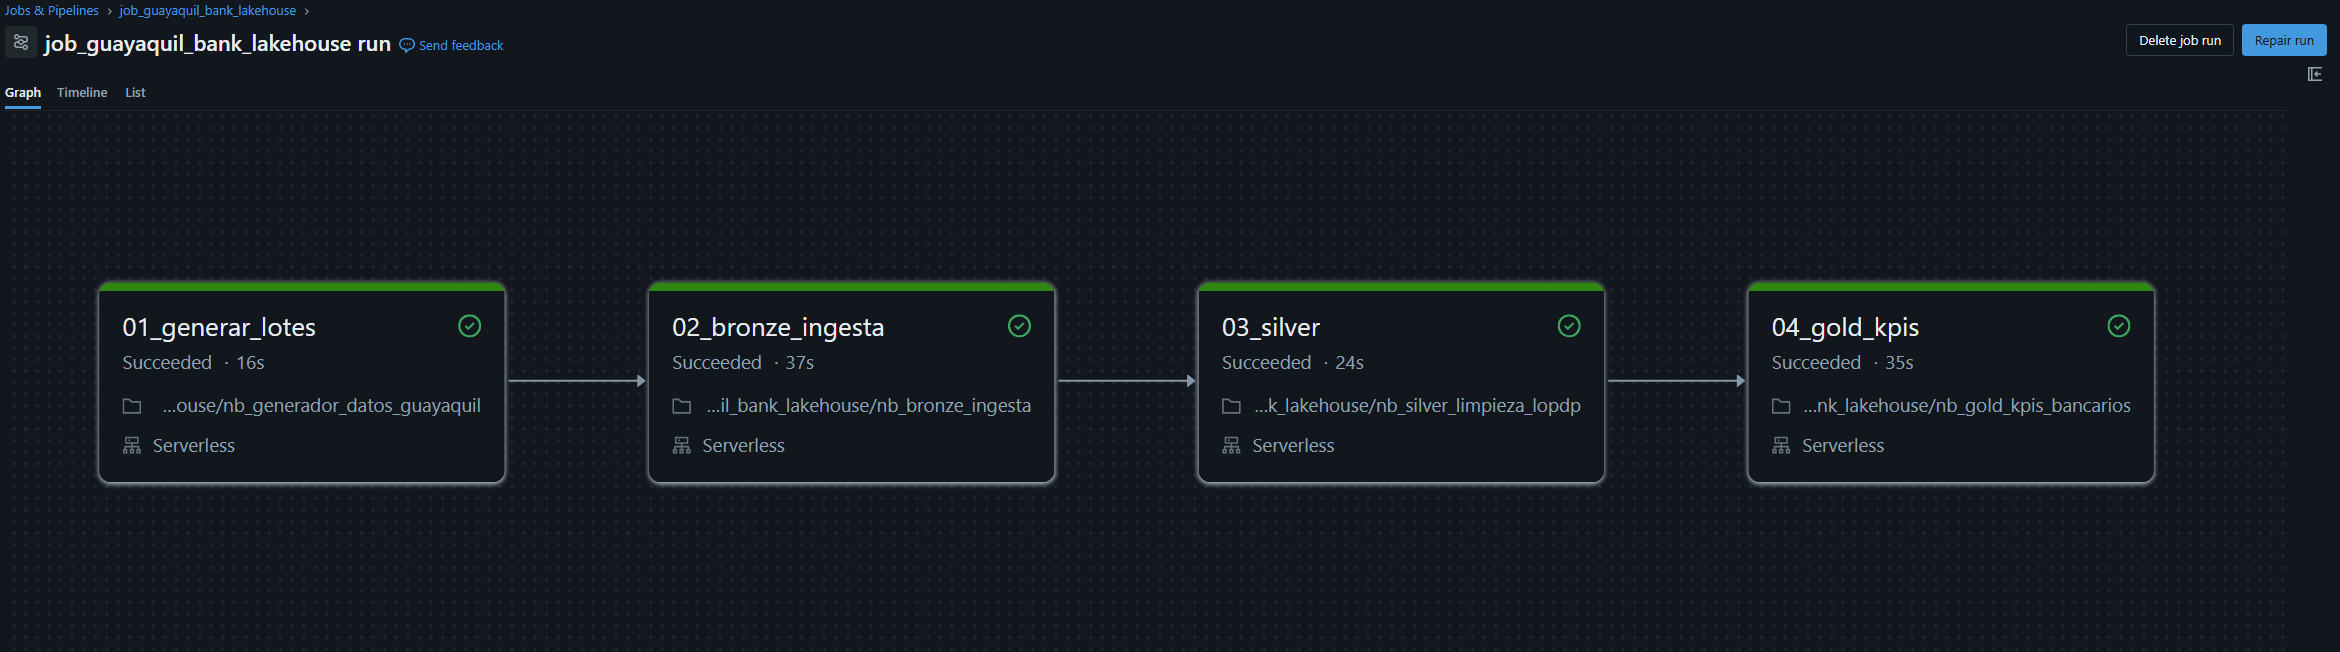 Jobs & Pipelines › job_guayaquil_bank_lakehouse ›
job_guayaquil_bank_lakehouse run Send feedback
Delete job run Repair run
Graph Timeline List
01_generar_lotes
Succeeded · 16s
...ouse/nb_generador_datos_guayaquil
Serverless
02_bronze_ingesta
Succeeded · 37s
...il_bank_lakehouse/nb_bronze_ingesta
Serverless
03_silver
Succeeded · 24s
...k_lakehouse/nb_silver_limpieza_lopdp
Serverless
04_gold_kpis
Succeeded · 35s
...nk_lakehouse/nb_gold_kpis_bancarios
Serverless